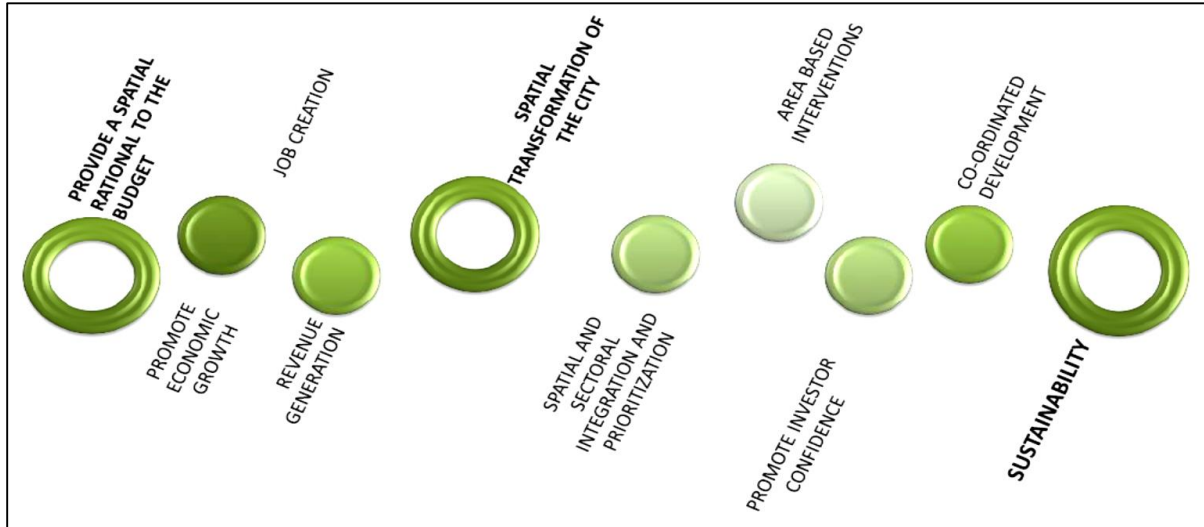 PROVIDE A SPATIAL
RATIONAL TO THE
BUDGET
PROMOTE
ECONOMIC
GROWTH
JOB CREATION
REVENUE
GENERATION
SPATIAL
TRANSFORMATION OF
THE CITY
SPATIAL AND
SECTORAL
INTEGRATION AND
PRIORITIZATION
AREA BASED
INTERVENTIONS
PROMOTE INVESTOR
CONFIDENCE
CO-ORDINATED
DEVELOPMENT
SUSTAINABILITY